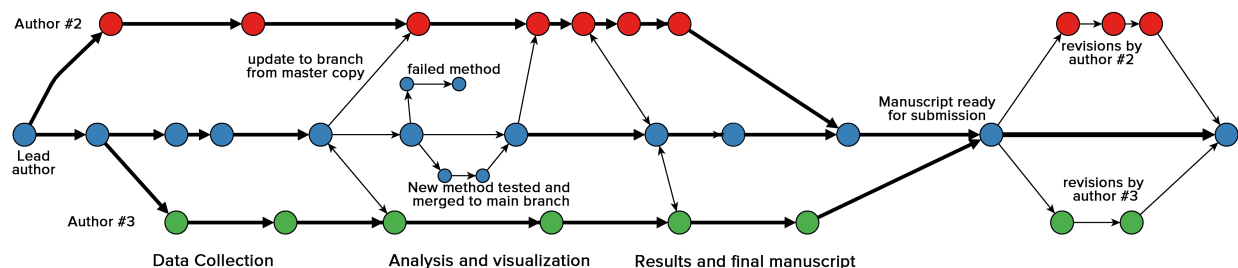 Author #2
update to branch
from master copy
failed method
revisions by
author #2
Manuscript ready
for submission
Lead
author
New method tested and
merged to main branch
revisions by
author #3
Author #3
Data Collection
Analysis and visualization
Results and final manuscript